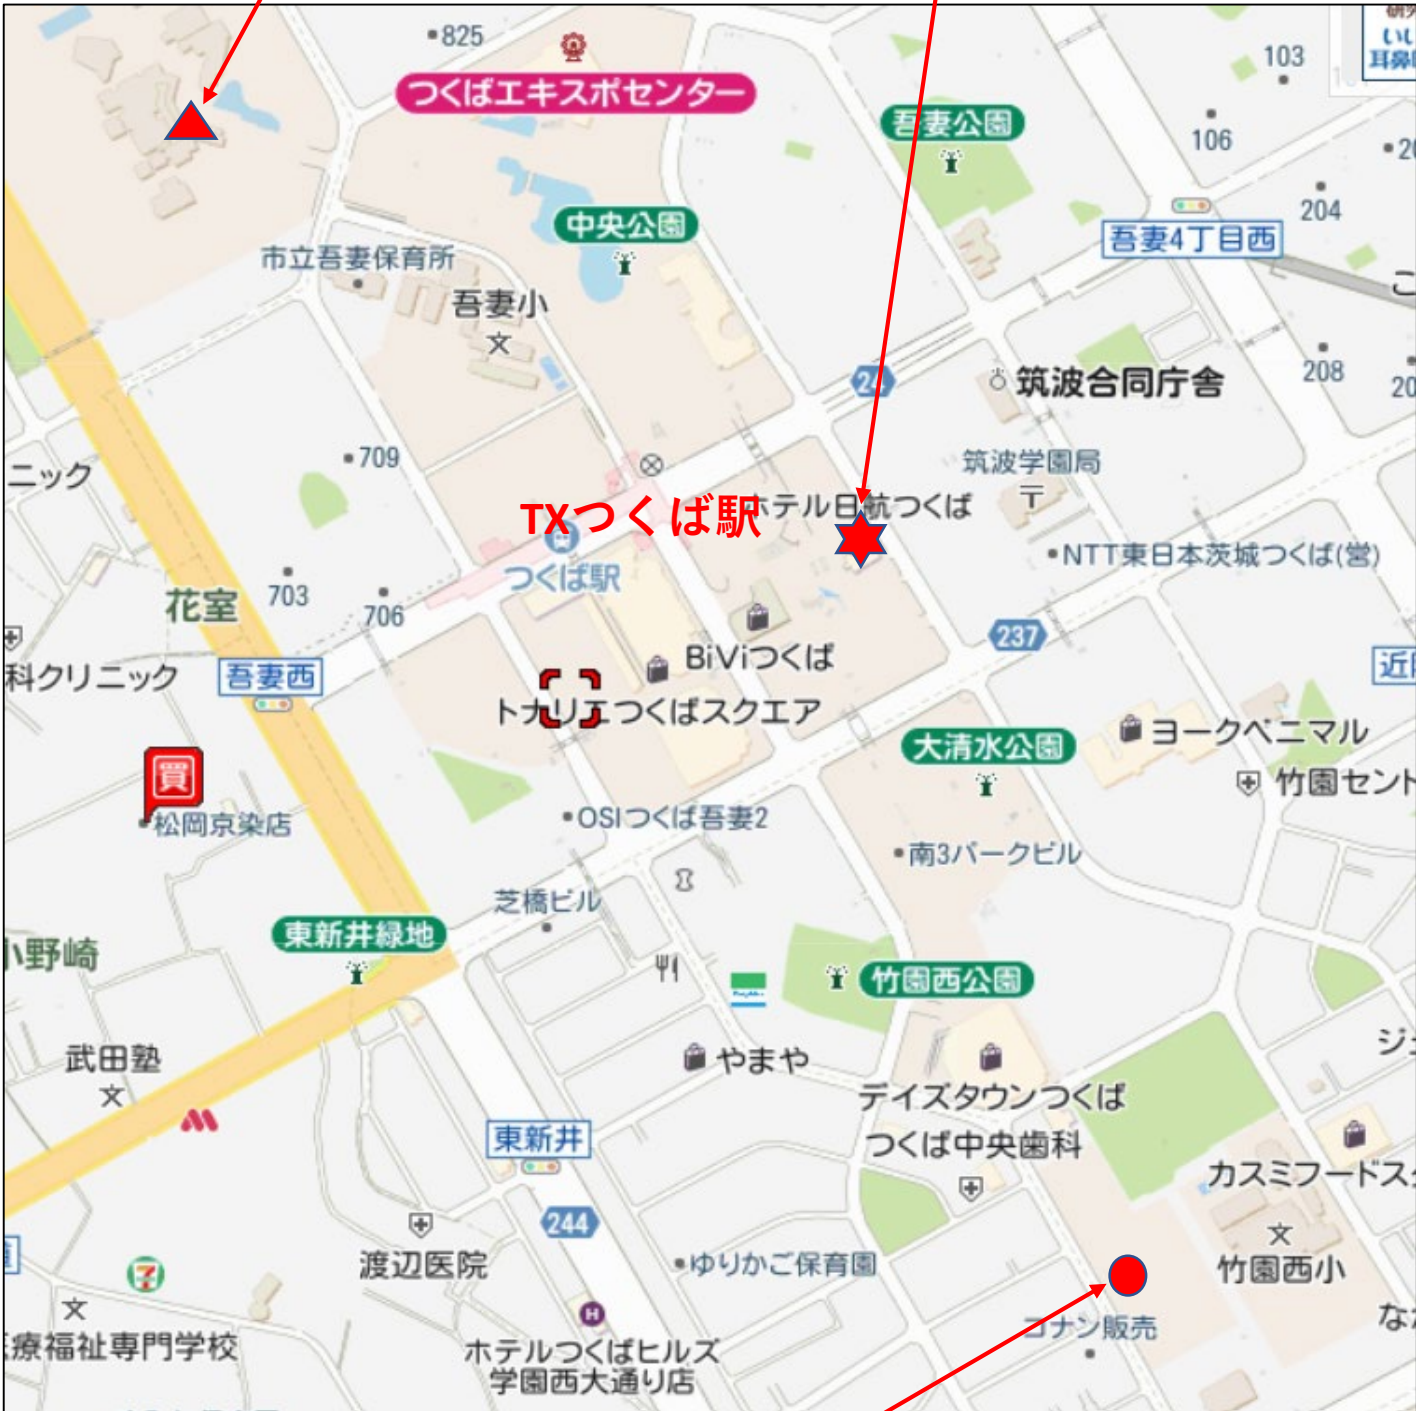 825
つくばエキスポセンター
吾妻公園
103
106
204
いい
中央公園
吾妻4丁目西
市立吾妻保育所
吾妻小
24
筑波合同庁舎
208
709
ニック
筑波学園局
TXつくば駅
ホテル日航つくば
NTT東日本茨城つくば(営)
つくば駅
703
706
花室
237
科クリニック
吾妻西
BiViつくば
トナリエつくばスクエア
大清水公園
ヨークベニマル
竹園セント
買
松岡京染店
OSIつくば吾妻2
南3パークビル
芝橋ビル
東新井緑地
小野崎
竹園西公園
武田塾
やまや
デイズタウンつくば
東新井
つくば中央歯科
カスミフードス
244
渡辺医院
ゆりかご保育園
竹園西小
7
H
コナン販売
療福祉専門学校
ホテルつくばヒルズ
学園西大通り店